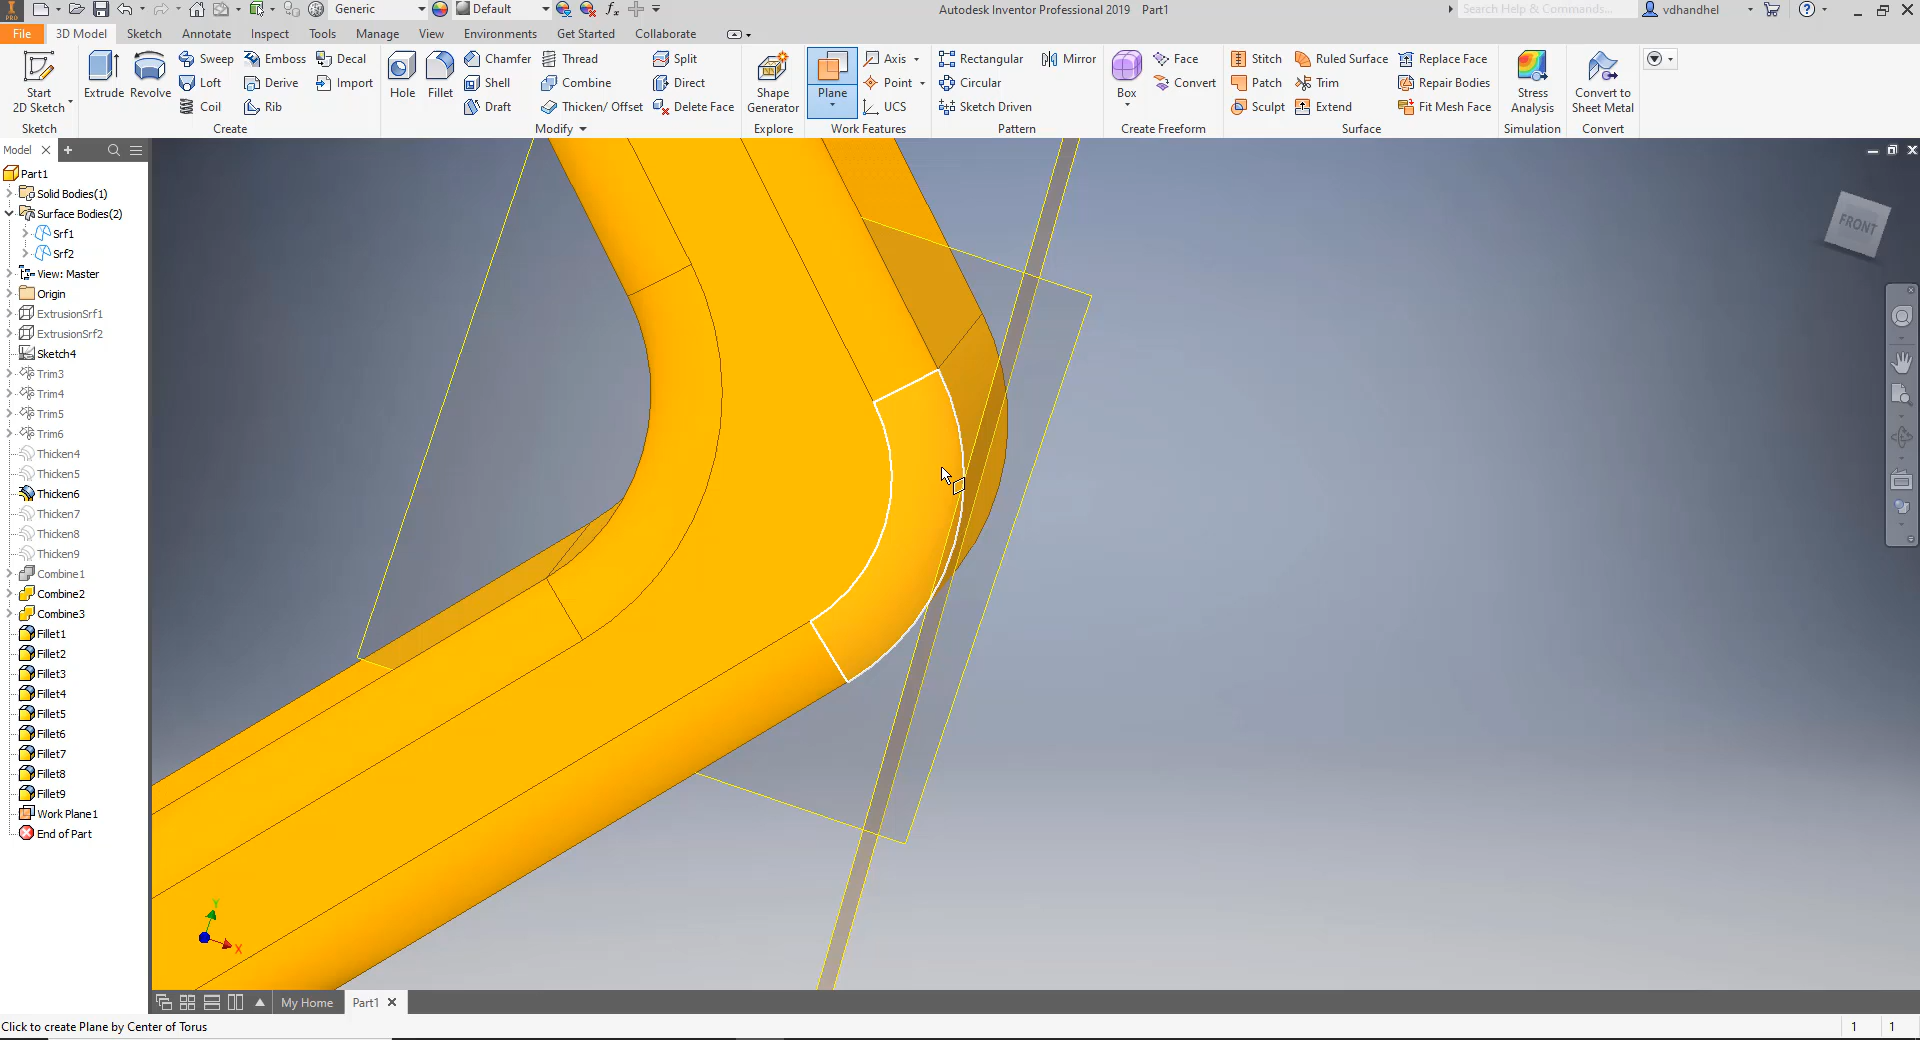 PRO Generic Default Autodesk Inventor Professional 2019 Part1 Search Help & Commands... vdhandhel
File 3D Model Sketch Annotate Inspect Tools Manage View Environments Get Started Collaborate
Sweep Emboss Decal Chamfer Thread Split Axis Rectangular Mirror Face Stitch Ruled Surface Replace Face
Start 2D Sketch Extrude Revolve Loft Derive Import Hole Fillet Shell Combine Direct Shape Generator Plane Point Circular Box Convert Patch Trim Repair Bodies Stress Analysis Convert to Sheet Metal
Coil Rib Draft Thicken/ Offset Delete Face UCS Sketch Driven Sculpt Extend Fit Mesh Face
Sketch Create Modify Explore Work Features Pattern Create Freeform Surface Simulation Convert
Model
Part1
Solid Bodies(1)
Surface Bodies(2)
Srf1
Srf2
View: Master
Origin
ExtrusionSrf1
ExtrusionSrf2
Sketch4
Trim3
Trim4
Trim5
Trim6
Thicken4
Thicken5
Thicken6
Thicken7
Thicken8
Thicken9
Combine1
Combine2
Combine3
Fillet1
Fillet2
Fillet3
Fillet4
Fillet5
Fillet6
Fillet7
Fillet8
Fillet9
Work Plane1
End of Part
FRONT
Y
X
My Home Part1
Click to create Plane by Center of Torus 1 1